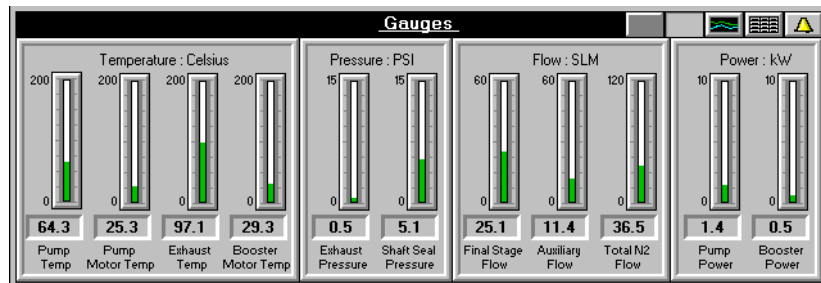 Gauges
Temperature : Celsius
200 200 200 200
0 0 0 0
64.3 25.3 97.1 29.3
Pump Pump Exhaust Booster
Temp Motor Temp Temp Motor Temp
Pressure : PSI
15 15
0 0
0.5 5.1
Exhaust Shaft Seal
Pressure Pressure
Flow : SLM
60 60 120
0 0 0
25.1 11.4 36.5
Final Stage Auxiliary Total N2
Flow Flow Flow
Power : kW
10 10
0 0
1.4 0.5
Pump Booster
Power Power